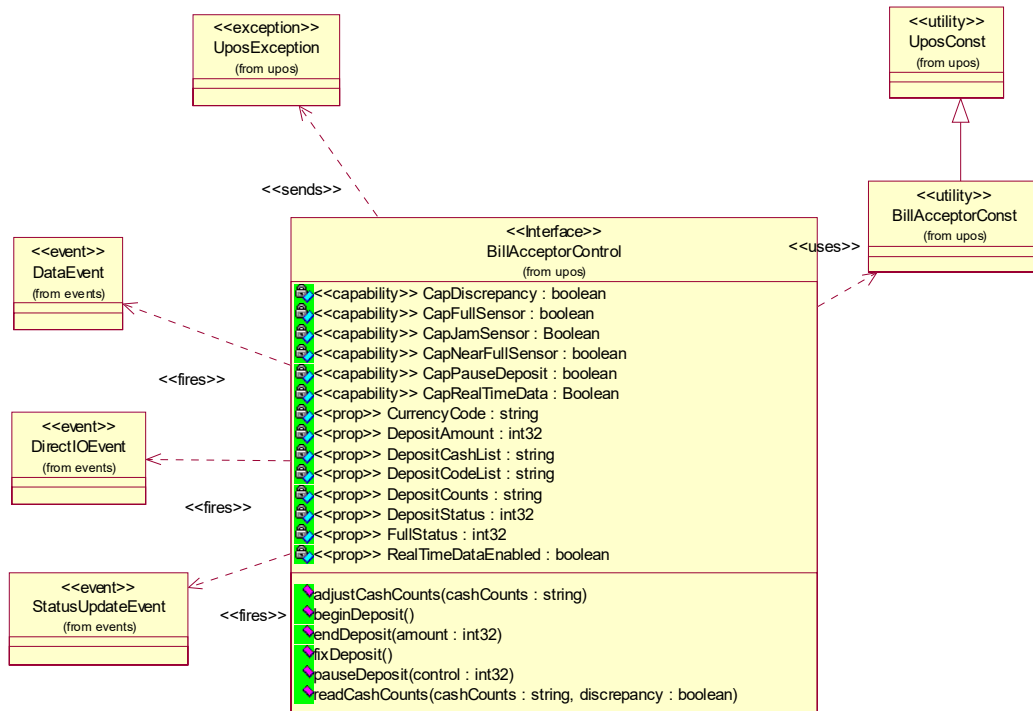 <<exception>>
UposException
(from upos)
<<utility>>
UposConst
(from upos)
<<sends>>
<<utility>>
BillAcceptorConst
(from upos)
<<Interface>>
BillAcceptorControl
(from upos)
<<uses>>
<<event>>
DataEvent
(from events)
<<fires>>
<<event>>
DirectIOEvent
(from events)
<<fires>>
<<event>>
StatusUpdateEvent
(from events)
<<fires>>
<<capability>> CapDiscrepancy : boolean
<<capability>> CapFullSensor : boolean
<<capability>> CapJamSensor : Boolean
<<capability>> CapNearFullSensor : boolean
<<capability>> CapPauseDeposit : boolean
<<capability>> CapRealTimeData : Boolean
<<prop>> CurrencyCode : string
<<prop>> DepositAmount : int32
<<prop>> DepositCashList : string
<<prop>> DepositCodeList : string
<<prop>> DepositCounts : string
<<prop>> DepositStatus : int32
<<prop>> FullStatus : int32
<<prop>> RealTimeDataEnabled : boolean
adjustCashCounts(cashCounts : string)
beginDeposit()
endDeposit(amount : int32)
fixDeposit()
pauseDeposit(control : int32)
readCashCounts(cashCounts : string, discrepancy : boolean)